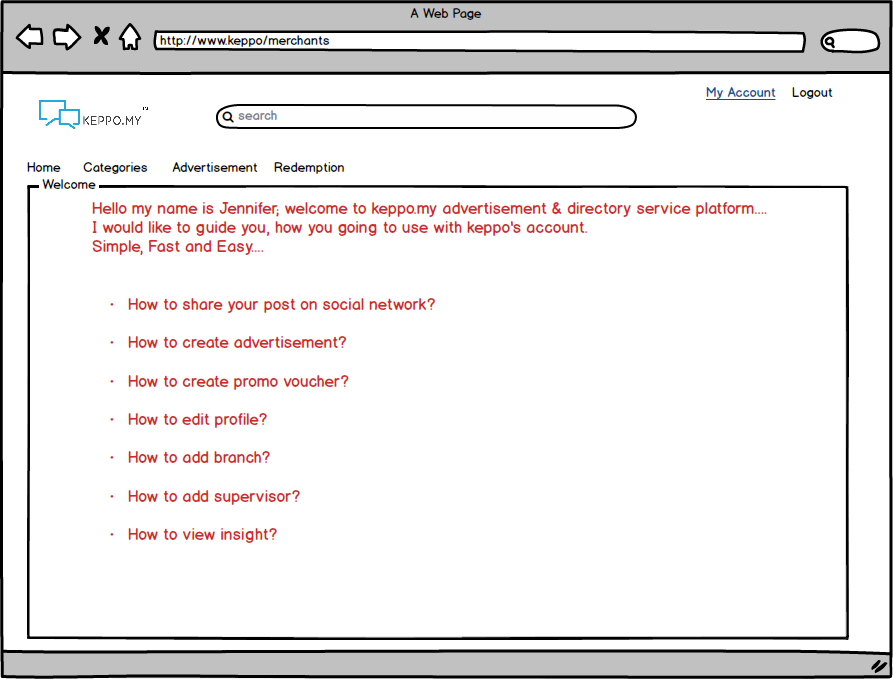 A Web Page
http://www.keppo/merchants
My Account Logout
KEPPO.MY
search
Home Categories Advertisement Redemption
Welcome
Hello my name is Jennifer, welcome to keppo.my advertisement & directory service platform....
I would like to guide you, how you going to use with keppo's account.
Simple, Fast and Easy....
· How to share your post on social network?
· How to create advertisement?
· How to create promo voucher?
· How to edit profile?
· How to add branch?
· How to add supervisor?
· How to view insight?